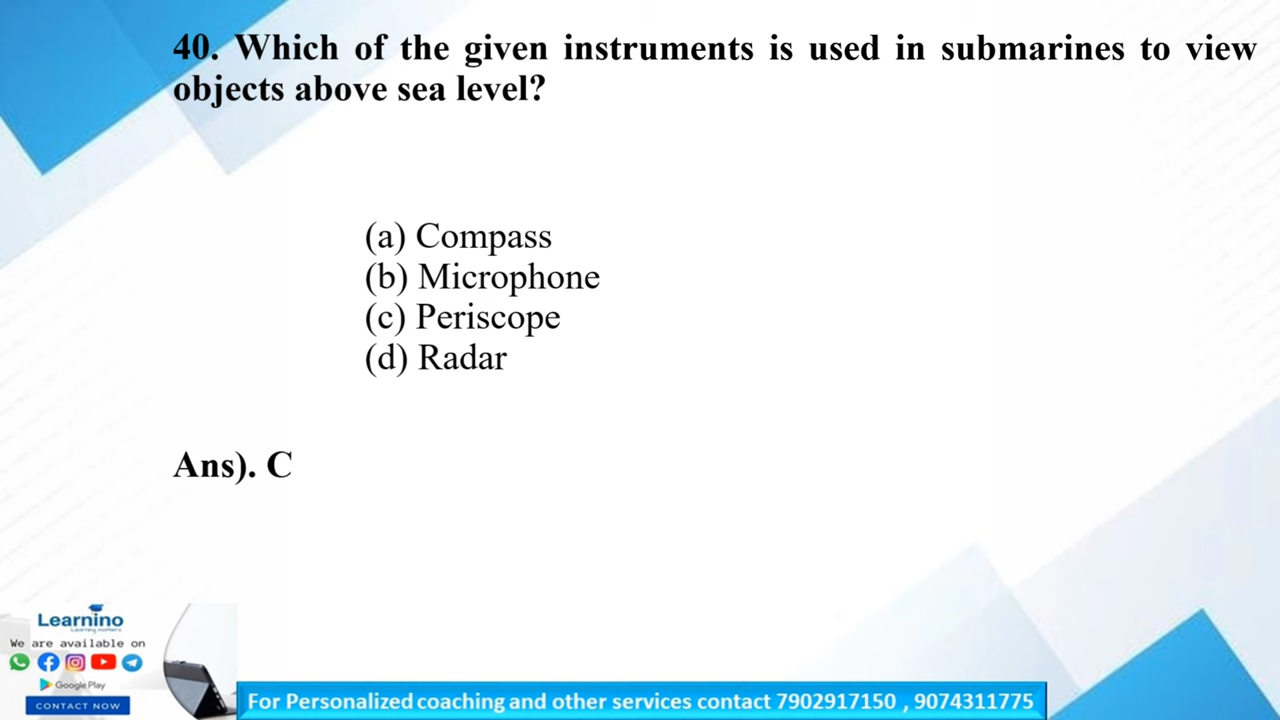 40. Which of the given instruments is used in submarines to view
objects above sea level?
(a) Compass
(b) Microphone
(c) Periscope
(d) Radar
Ans). C
Learnino
Learning matters
We are available on
Google Play
CONTACT NOW
For Personalized coaching and other services contact 7902917150 , 9074311775